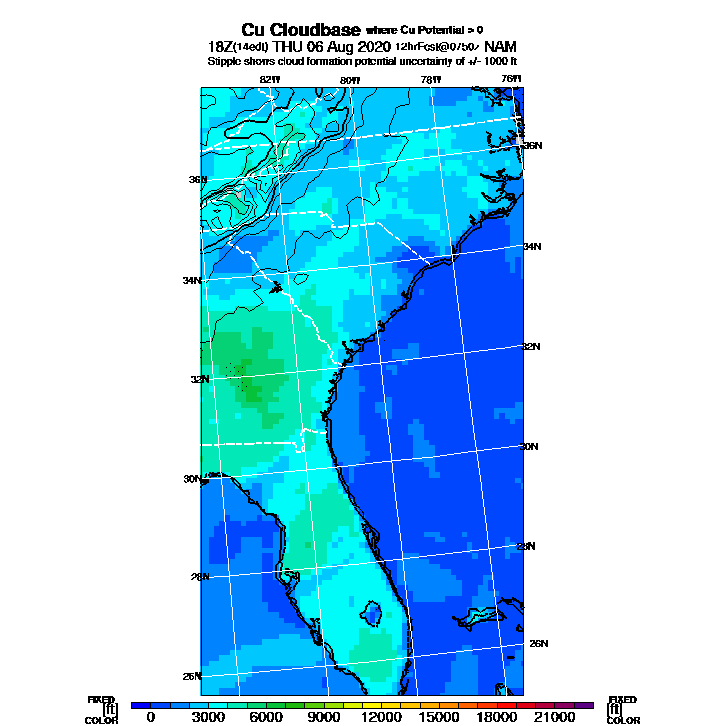 Cu Cloudbase where Cu Potential > 0
18Z(14edt) THU 06 Aug 2020 12hrFcst@0750z NAM
Stipple shows cloud formation potential uncertainty of +/- 1000 ft
82W 80W 78W 76W
36N
36N
34N
34N
32N
32N
30N
30N
28N
28N
26N
26N
FIXED FIXED
[ft] [ft]
COLOR COLOR
0 3000 6000 9000 12000 15000 18000 21000